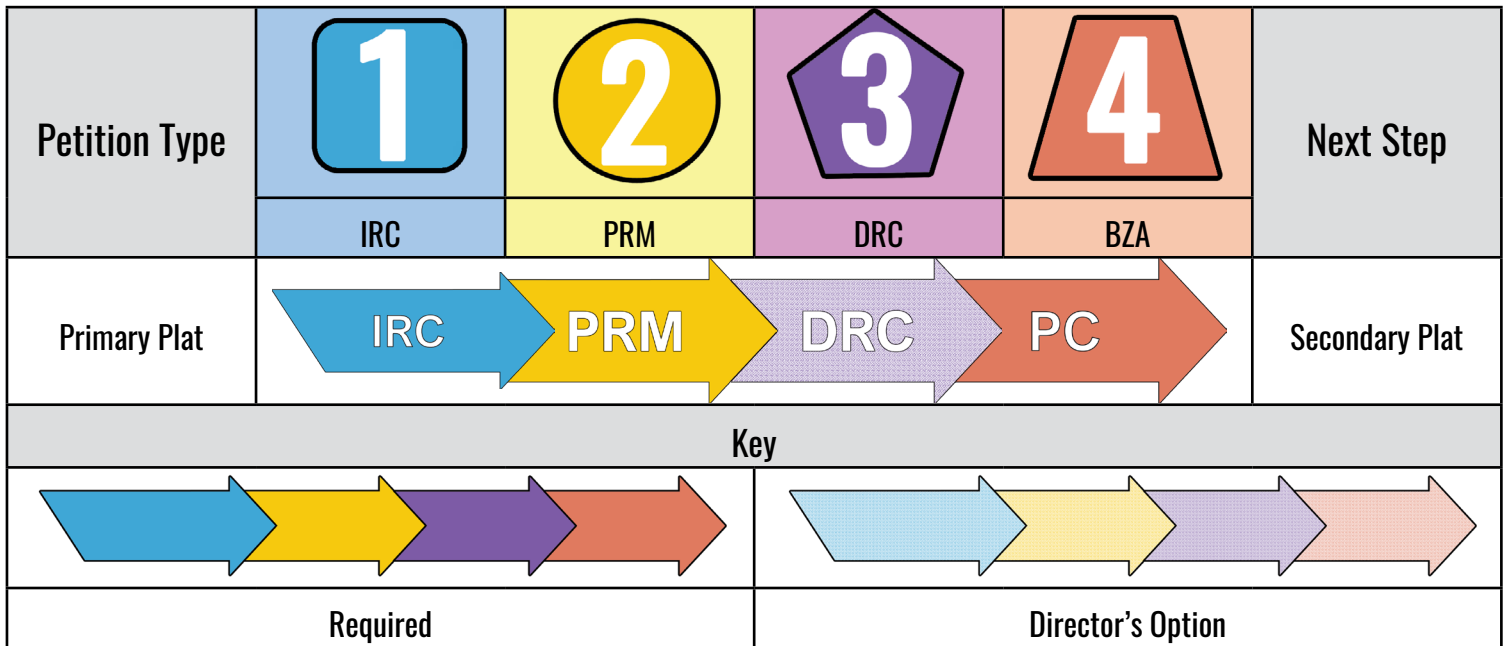 Petition Type
1
2
3
4
Next Step
IRC
PRM
DRC
BZA
Primary Plat
IRC
PRM
DRC
PC
Secondary Plat
Key
Required
Director's Option